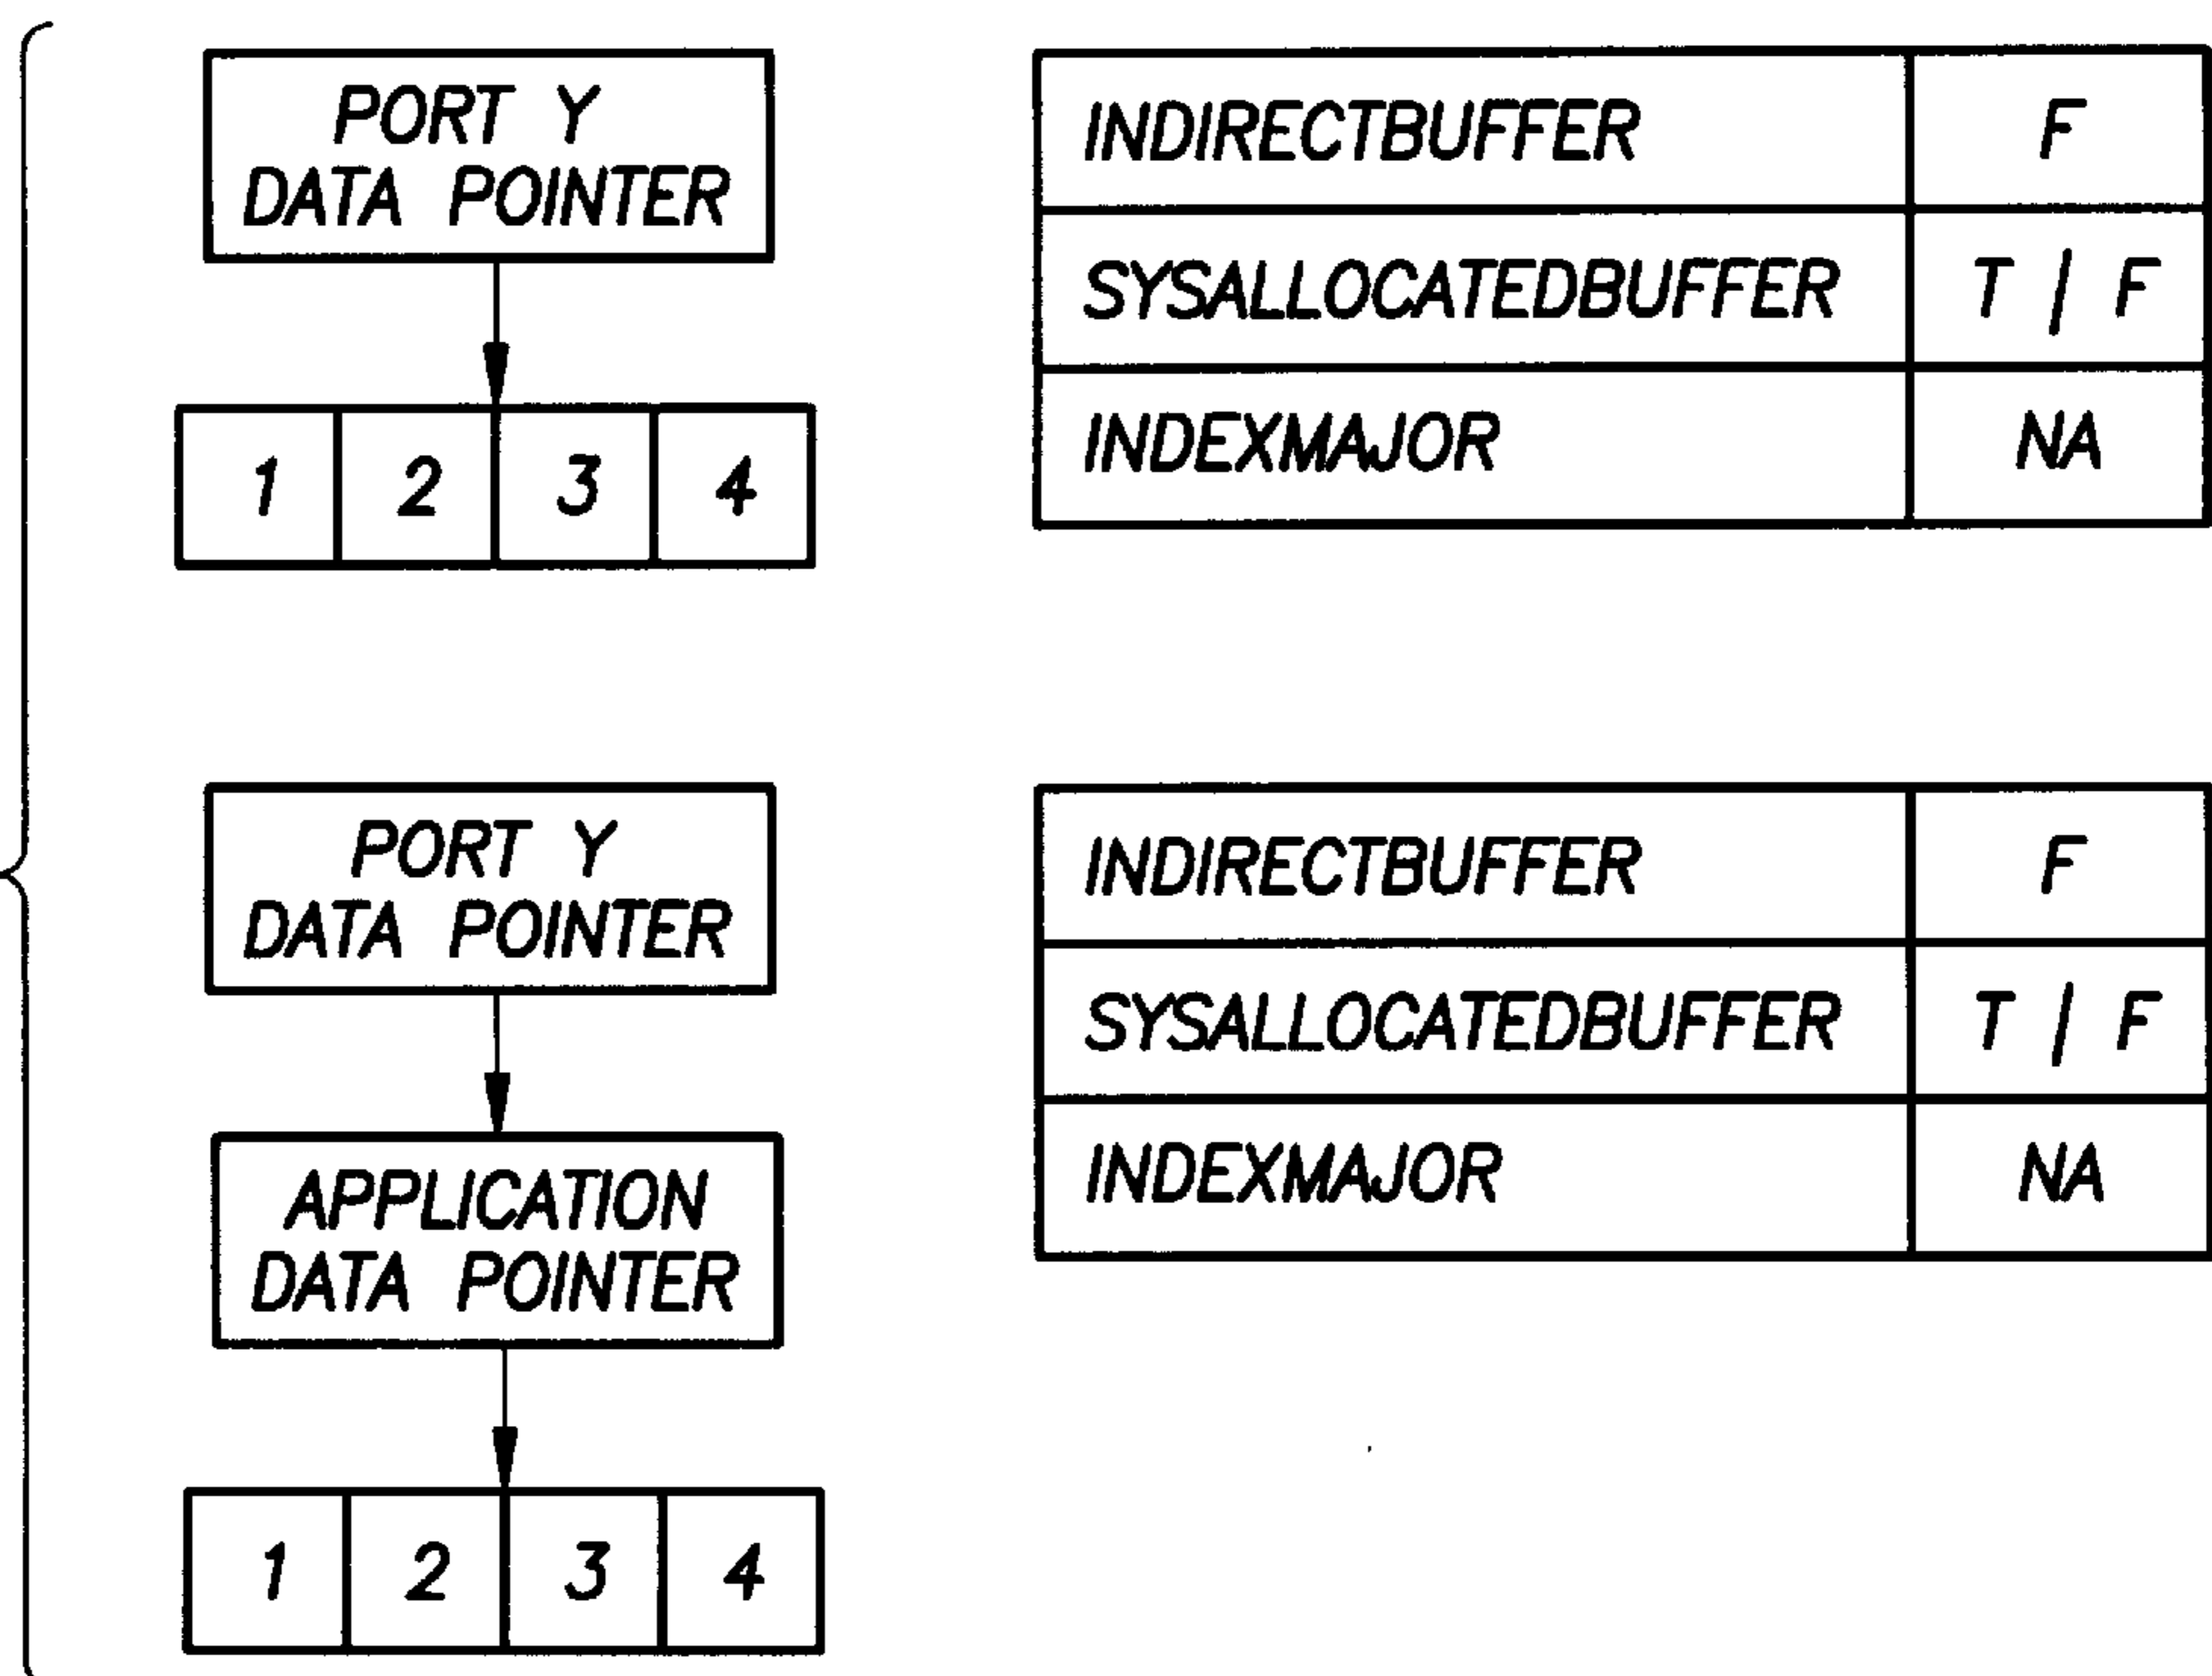 PORT Y
DATA POINTER
1 2 3 4
INDIRECTBUFFER F
SYSALLOCATEDBUFFER T / F
INDEXMAJOR NA
PORT Y
DATA POINTER
APPLICATION
DATA POINTER
1 2 3 4
INDIRECTBUFFER F
SYSALLOCATEDBUFFER T / F
INDEXMAJOR NA